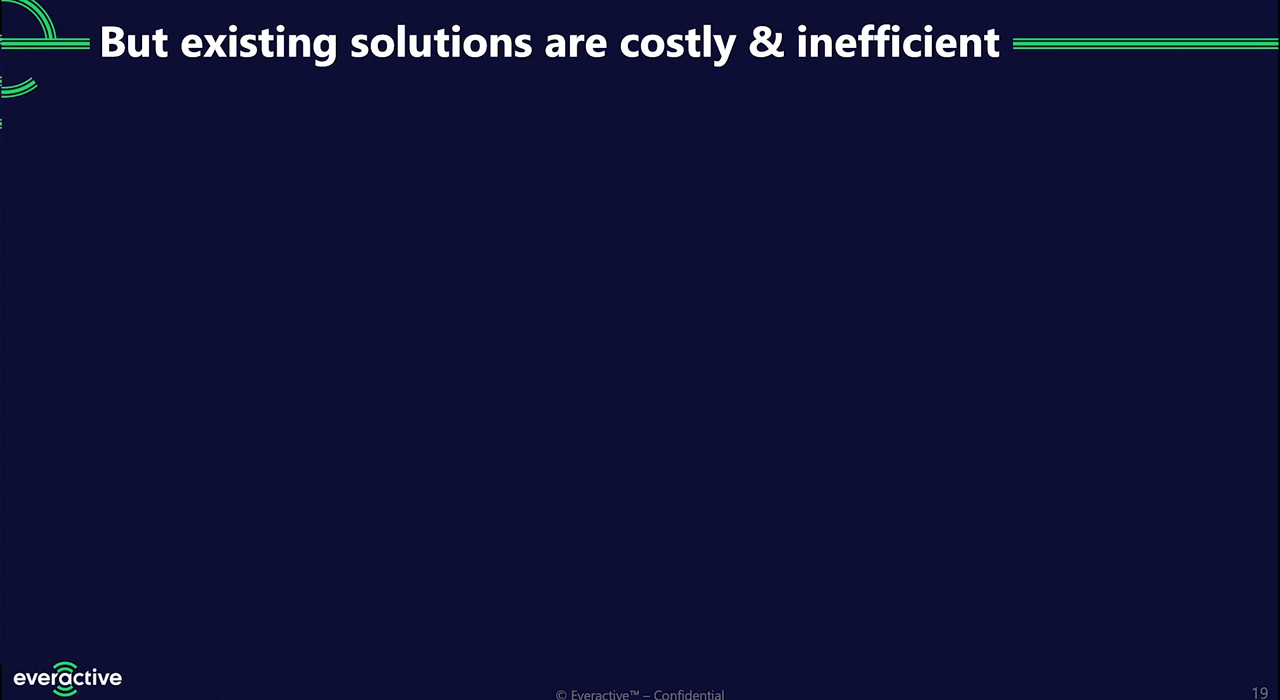 But existing solutions are costly & inefficient
everactive
© Everactive™ – Confidential
19